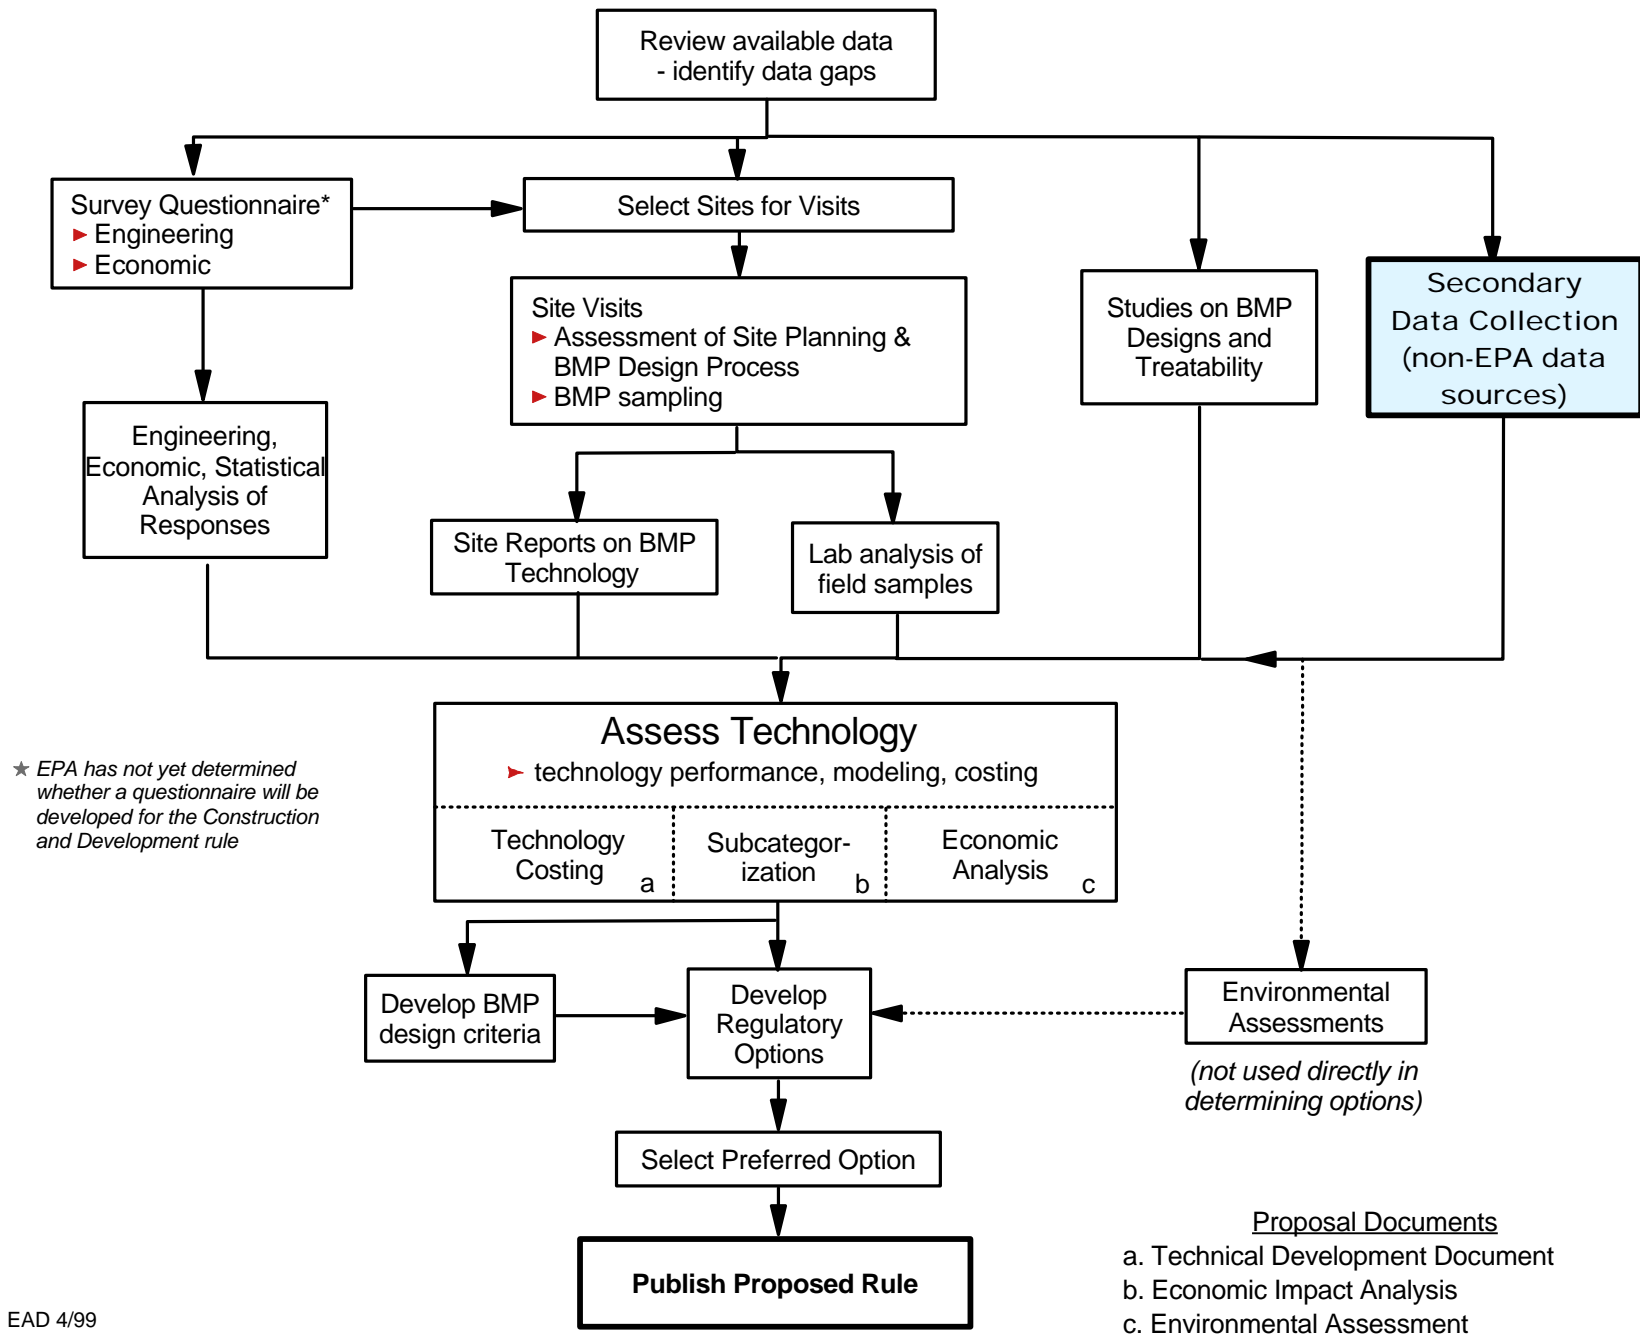 Review available data
- identify data gaps
Survey Questionnaire*
Engineering
Economic
Select Sites for Visits
Site Visits
Assessment of Site Planning &
BMP Design Process
BMP sampling
Studies on BMP
Designs and
Treatability
Secondary
Data Collection
(non-EPA data
sources)
Engineering,
Economic, Statistical
Analysis of
Responses
Site Reports on BMP
Technology
Lab analysis of
field samples
Assess Technology
technology performance, modeling, costing
Technology
Costing
a
Subcategor-
ization
b
Economic
Analysis
c
EPA has not yet determined
whether a questionnaire will be
developed for the Construction
and Development rule
Develop BMP
design criteria
Develop
Regulatory
Options
Environmental
Assessments
(not used directly in
determining options)
Select Preferred Option
Publish Proposed Rule
Proposal Documents
a. Technical Development Document
b. Economic Impact Analysis
c. Environmental Assessment
EAD 4/99